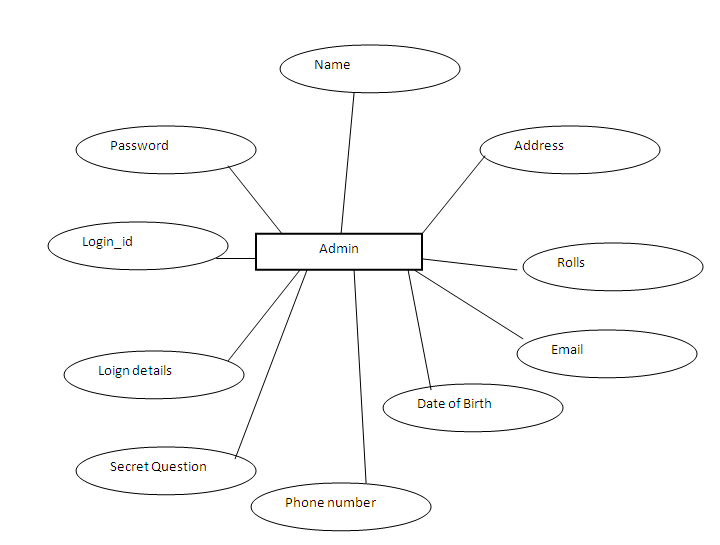 Name
Password
Address
Login_id
Admin
Rolls
Email
Loign details
Date of Birth
Secret Question
Phone number